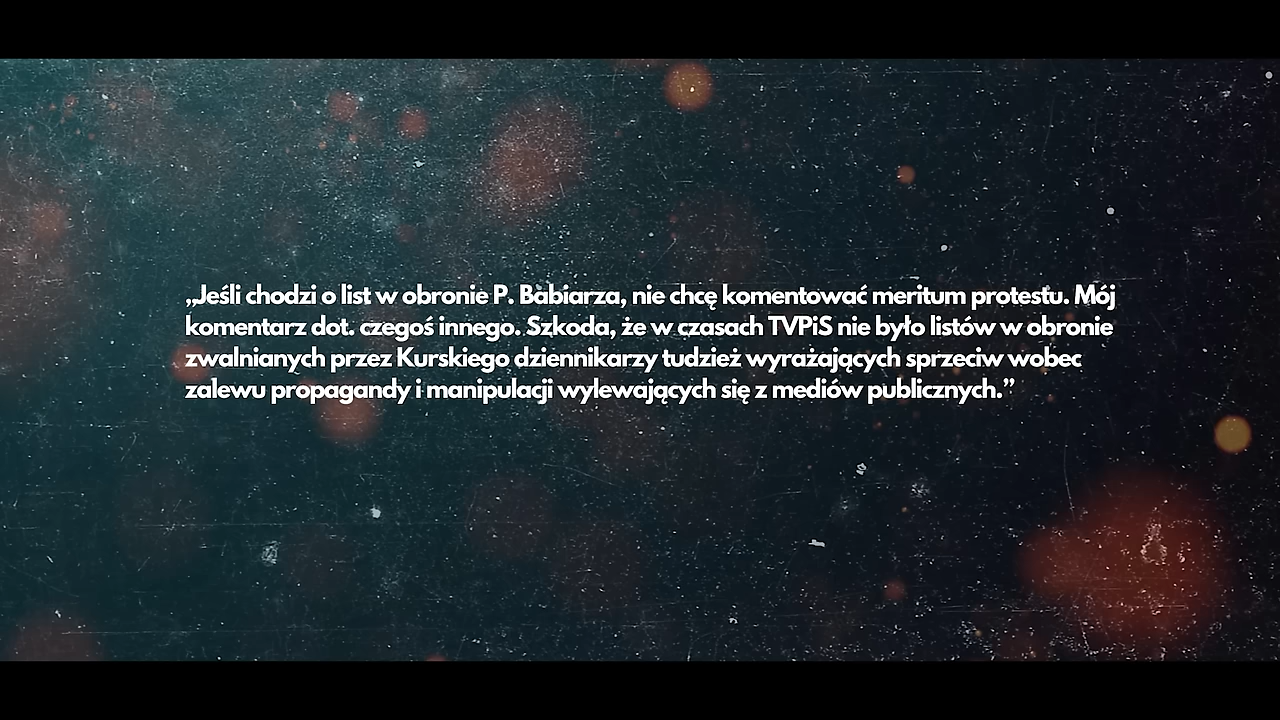 „Jeśli chodzi o list w obronie P. Babiarza, nie chcę komentować meritum protestu. Mój
komentarz dot. czegoś innego. Szkoda, że w czasach TVPiS nie było listów w obronie
zwalnianych przez Kurskiego dziennikarzy tudzież wyrażających sprzeciw wobec
zalewu propagandy i manipulacji wylewających się z mediów publicznych.”